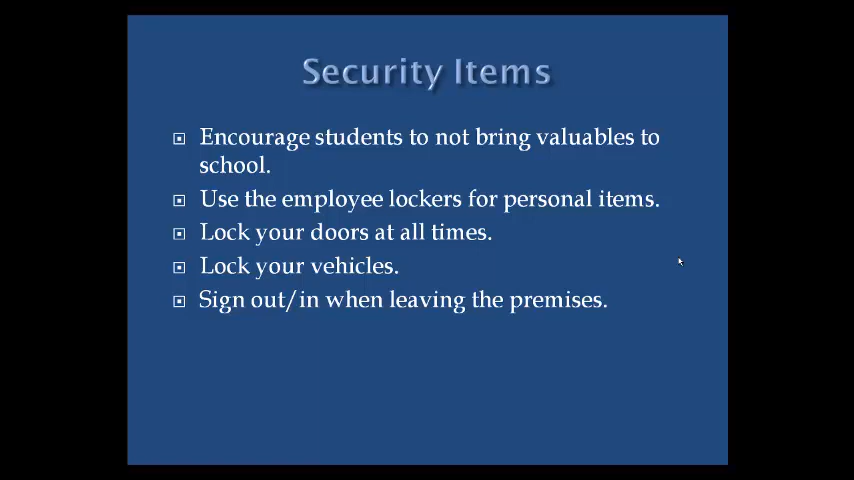 Security Items
Encourage students to not bring valuables to
school.
Use the employee lockers for personal items.
Lock your doors at all times.
Lock your vehicles.
Sign out/in when leaving the premises.